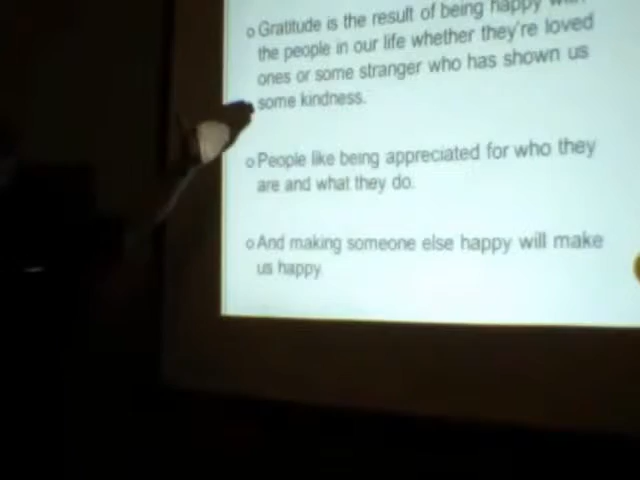 o Gratitude is the result of being happy
the people in our life whether they're loved
ones or some stranger who has shown us
some kindness.
o People like being appreciated for who they
are and what they do.
o And making someone else happy will make
us happy